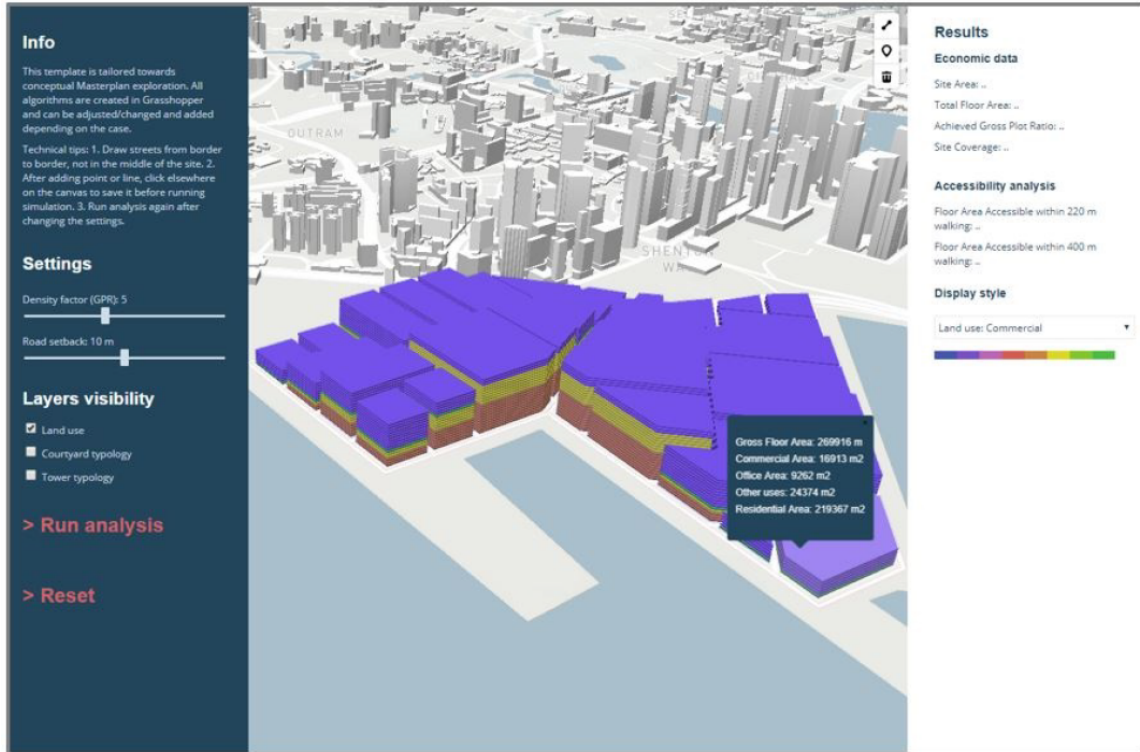 Info
This template is tailored towards
conceptual Masterplan exploration. All
algorithms are created in Grasshopper
and can be adjusted/changed and added
depending on the case.
Technical tips: 1. Draw streets from border
to border, not in the middle of the site. 2.
After adding point or line, click elsewhere
on the canvas to save it before running
simulation. 3. Run analysis again after
changing the settings.
Settings
Density factor (GPR): 5
Road setback: 10 m
Layers visibility
Land use
Courtyard typology
Tower typology
> Run analysis
> Reset
OUTRAM
SHENTON
WAY
Gross Floor Area: 269916 m
Commercial Area: 16913 m2
Office Area: 9262 m2
Other uses: 24374 m2
Residential Area: 219367 m2
Results
Economic data
Site Area: ..
Total Floor Area: ..
Achieved Gross Plot Ratio: ..
Site Coverage: ..
Accessibility analysis
Floor Area Accessible within 220 m
walking: ..
Floor Area Accessible within 400 m
walking: ..
Display style
Land use: Commercial